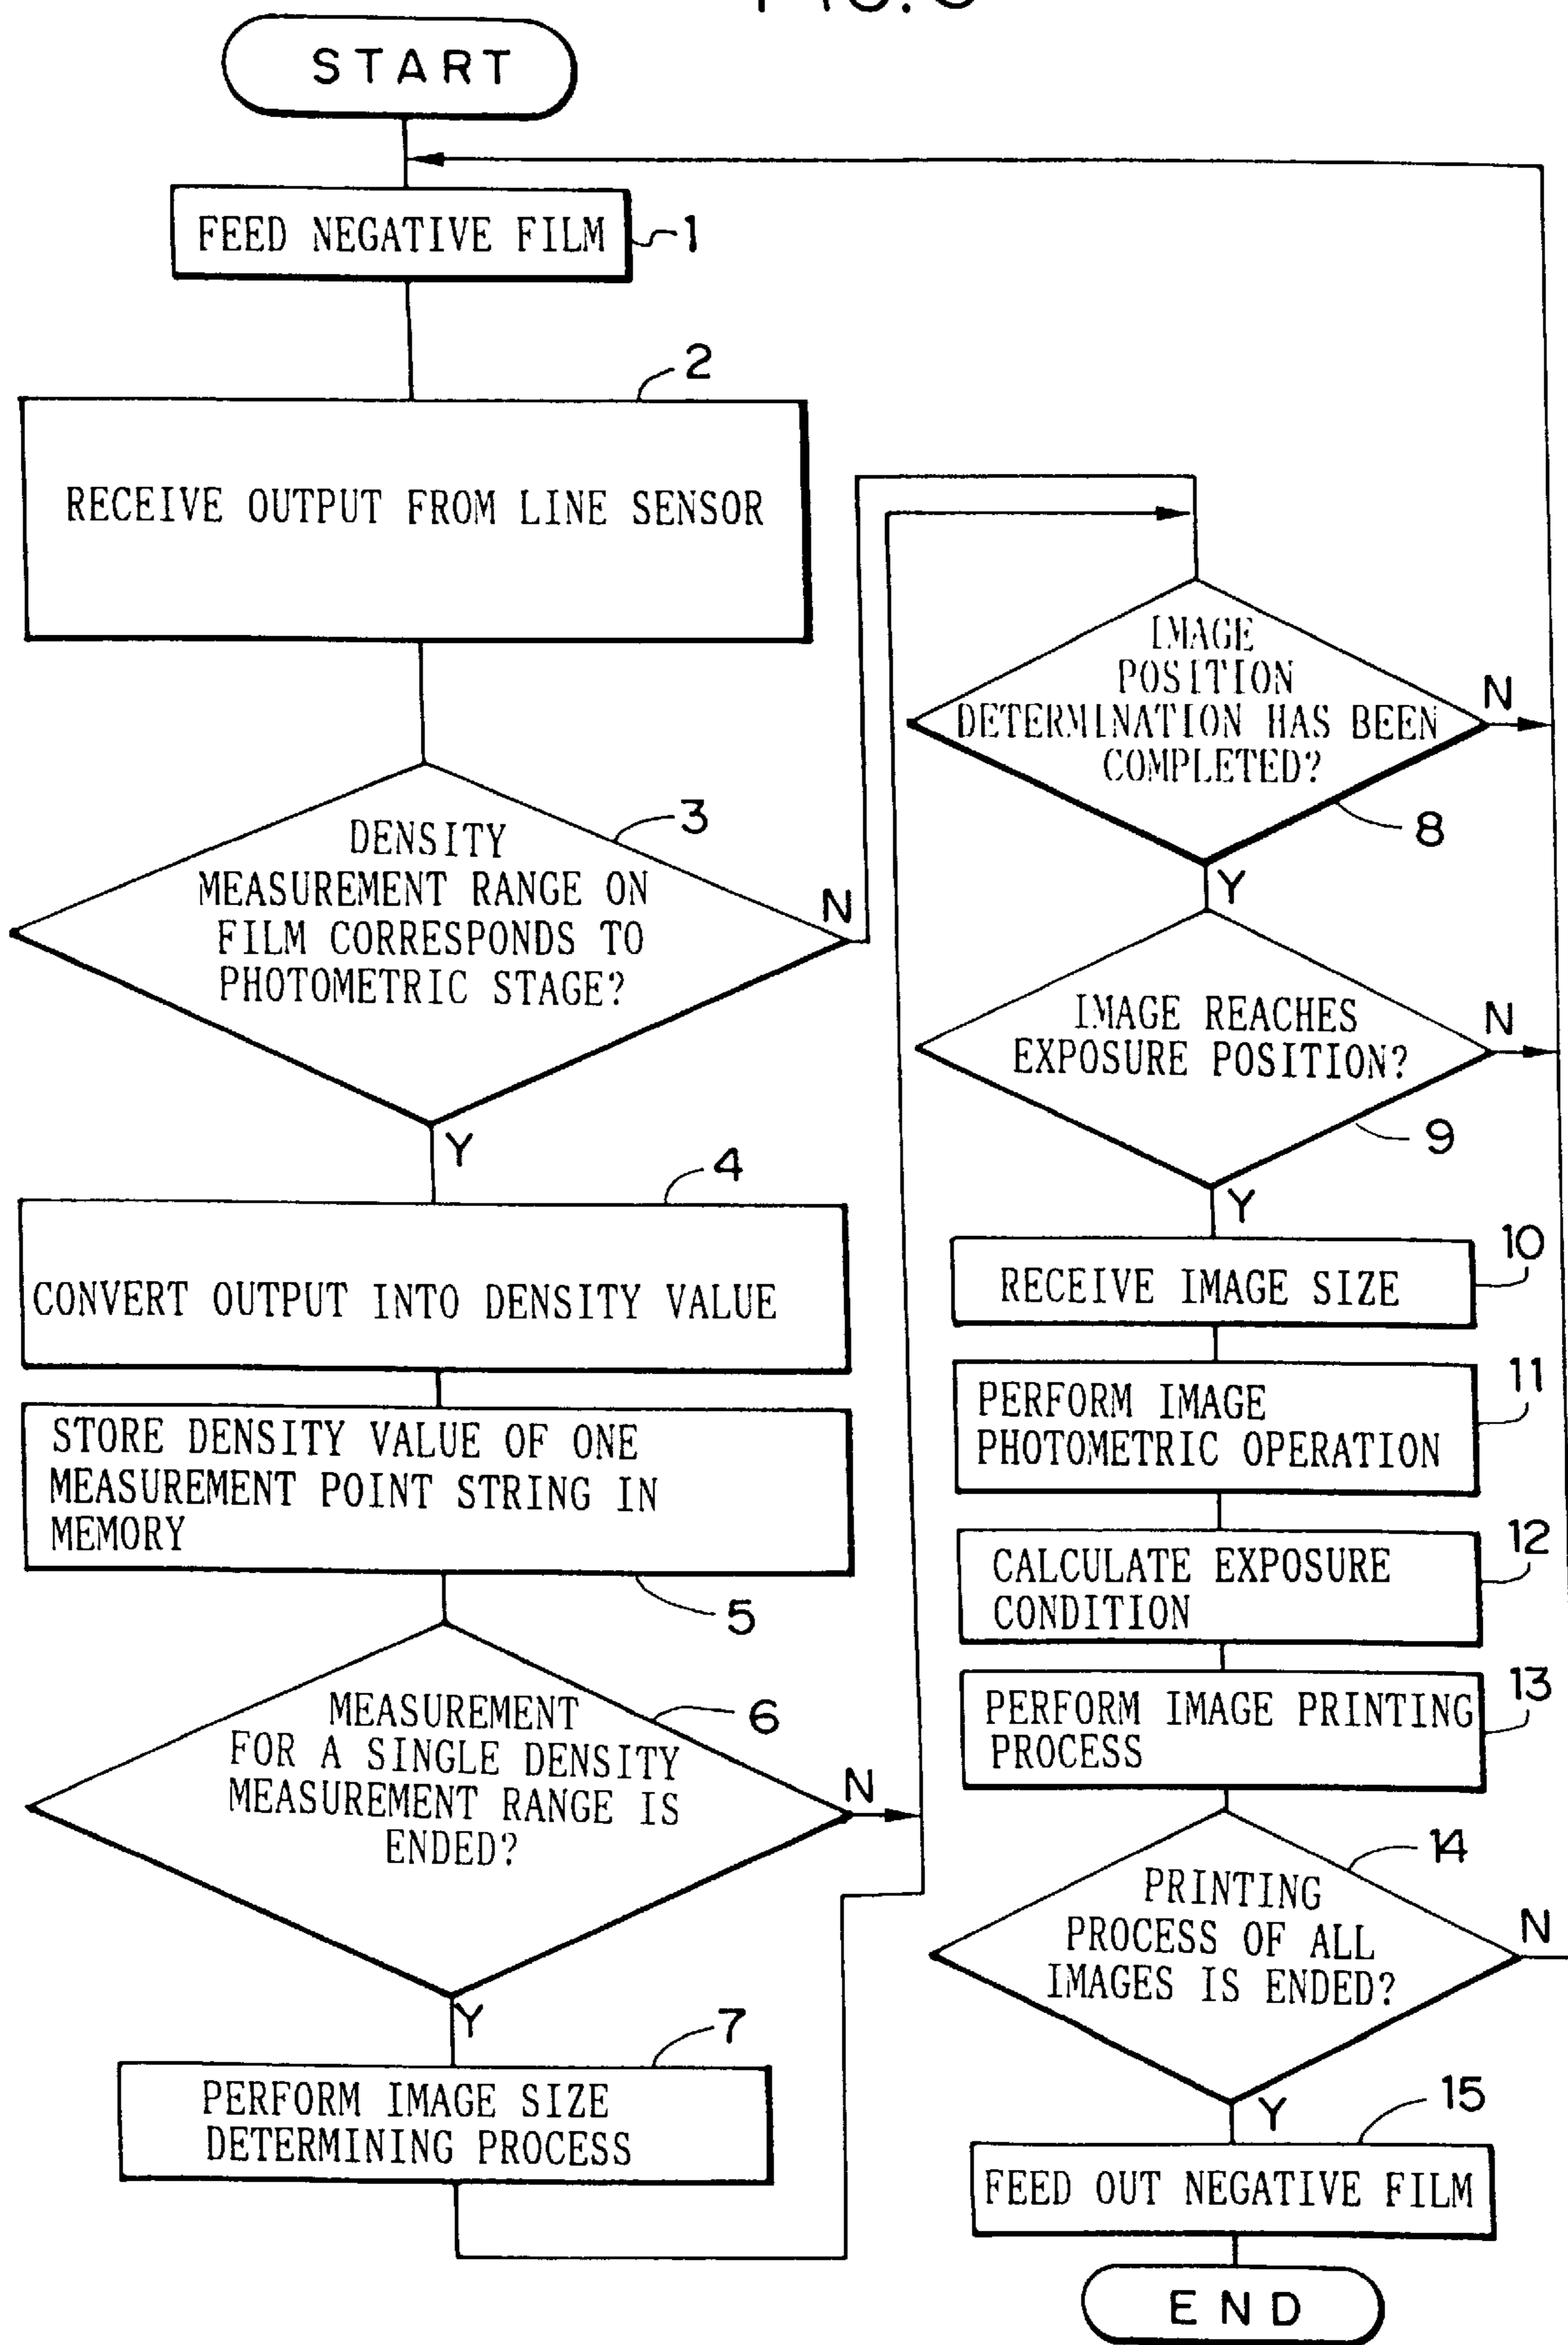 START
FEED NEGATIVE FILM
1
2
RECEIVE OUTPUT FROM LINE SENSOR
3
DENSITY
MEASUREMENT RANGE ON
FILM CORRESPONDS TO
PHOTOMETRIC STAGE?
N
Y
4
CONVERT OUTPUT INTO DENSITY VALUE
STORE DENSITY VALUE OF ONE
MEASUREMENT POINT STRING IN
MEMORY
5
6
MEASUREMENT
FOR A SINGLE DENSITY
MEASUREMENT RANGE IS
ENDED?
N
Y
7
PERFORM IMAGE SIZE
DETERMINING PROCESS
IMAGE
POSITION
DETERMINATION HAS BEEN
COMPLETED?
N
8
Y
IMAGE REACHES
EXPOSURE POSITION?
N
9
Y
10
RECEIVE IMAGE SIZE
11
PERFORM IMAGE
PHOTOMETRIC OPERATION
12
CALCULATE EXPOSURE
CONDITION
13
PERFORM IMAGE PRINTING
PROCESS
14
PRINTING
PROCESS OF ALL
IMAGES IS ENDED?
N
Y
15
FEED OUT NEGATIVE FILM
END